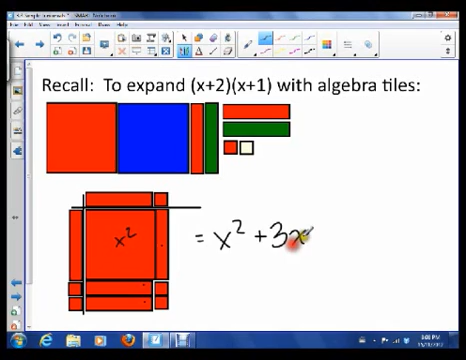 Recall: To expand (x+2)(x+1) with algebra tiles:
x²
= x² + 3x